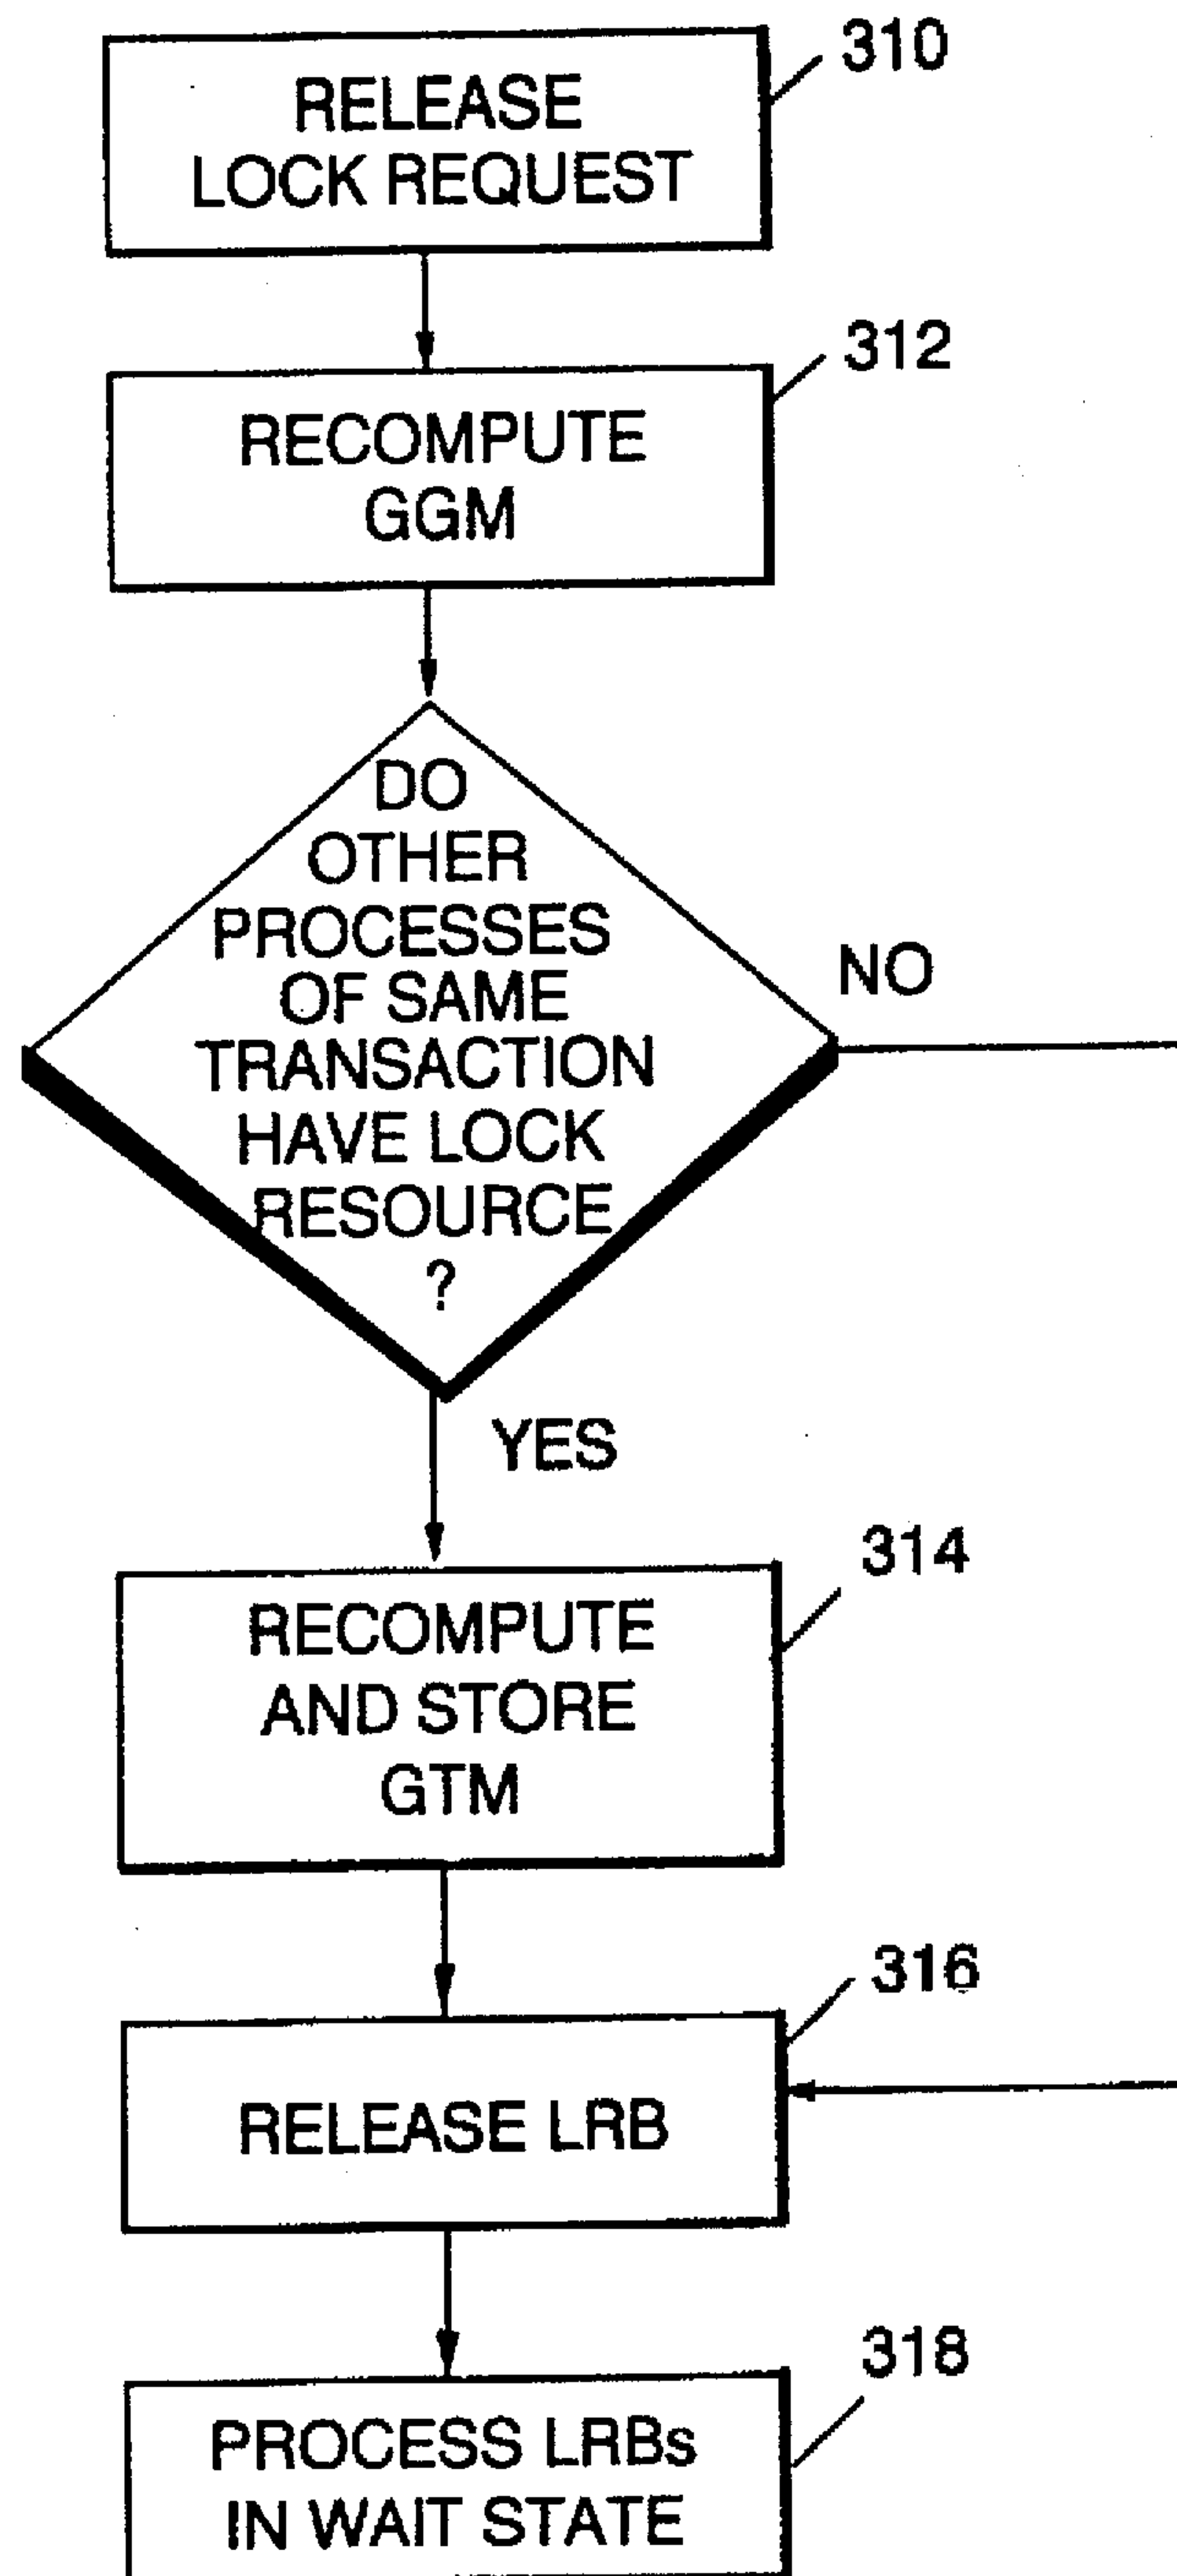 310
RELEASE
LOCK REQUEST
312
RECOMPUTE
GGM
DO
OTHER
PROCESSES
OF SAME
TRANSACTION
HAVE LOCK
RESOURCE
?
NO
YES
314
RECOMPUTE
AND STORE
GTM
316
RELEASE LRB
318
PROCESS LRBs
IN WAIT STATE